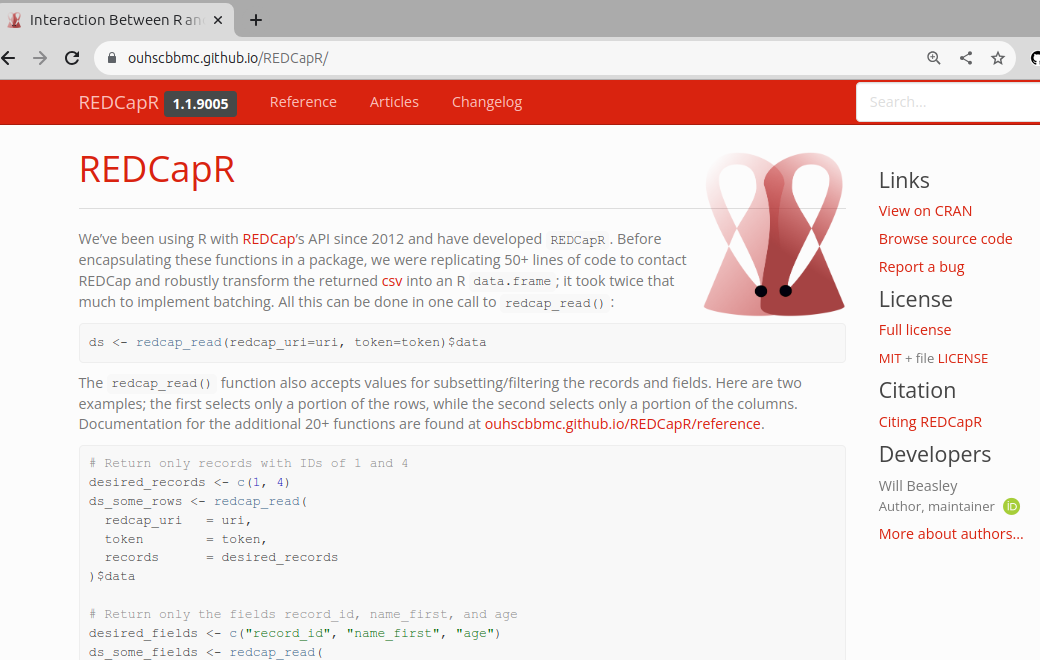 Interaction Between R an
ouhscbbmc.github.io/REDCapR/
REDCapR 1.1.9005 Reference Articles Changelog Search...
REDCapR
We've been using R with REDCap's API since 2012 and have developed REDCapR. Before
encapsulating these functions in a package, we were replicating 50+ lines of code to contact
REDCap and robustly transform the returned csv into an R data.frame; it took twice that
much to implement batching. All this can be done in one call to redcap_read():
ds <- redcap_read(redcap_uri=uri, token=token)$data
The redcap_read() function also accepts values for subsetting/filtering the records and fields. Here are two
examples; the first selects only a portion of the rows, while the second selects only a portion of the columns.
Documentation for the additional 20+ functions are found at ouhscbbmc.github.io/REDCapR/reference.
# Return only records with IDs of 1 and 4
desired_records <- c(1, 4)
ds_some_rows <- redcap_read(
  redcap_uri   = uri,
  token        = token,
  records      = desired_records
)$data
# Return only the fields record_id, name_first, and age
desired_fields <- c("record_id", "name_first", "age")
ds_some_fields <- redcap_read(
Links
View on CRAN
Browse source code
Report a bug
License
Full license
MIT + file LICENSE
Citation
Citing REDCapR
Developers
Will Beasley
Author, maintainer iD
More about authors...